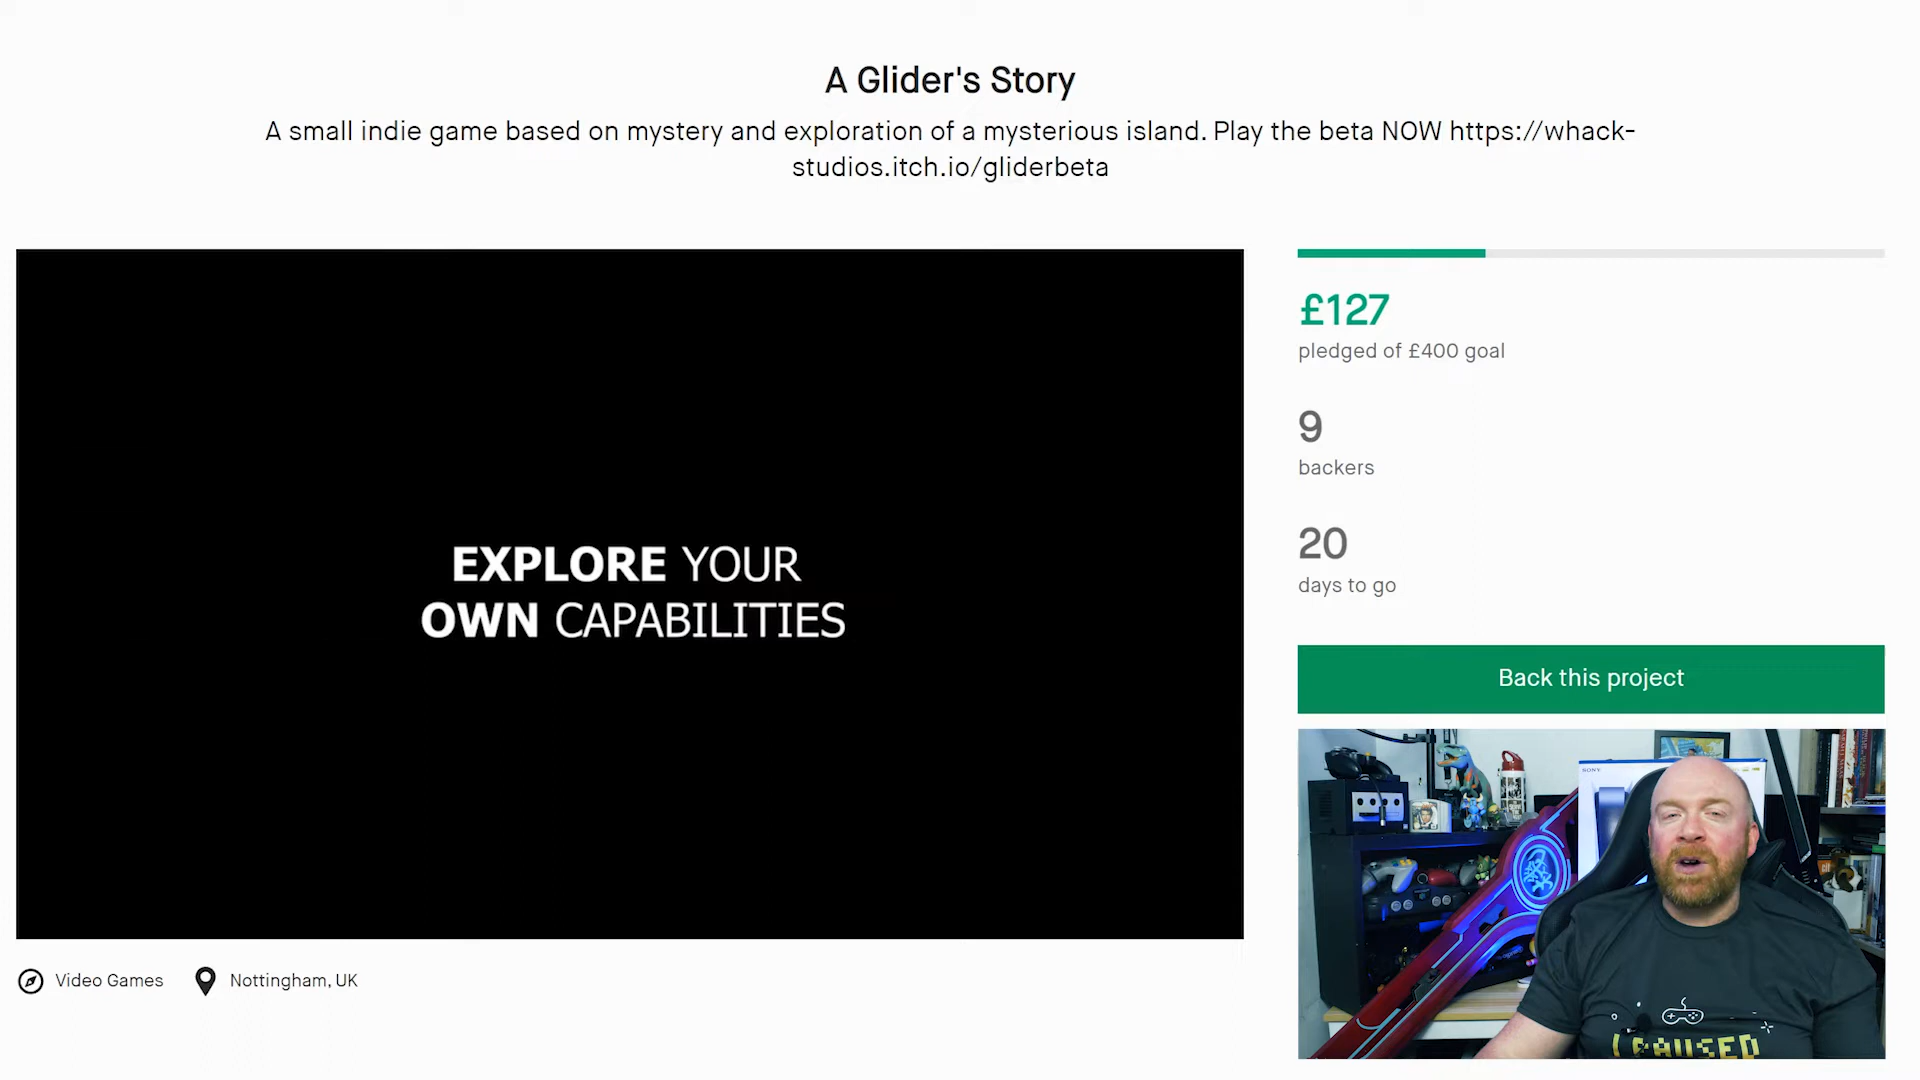 A Glider's Story
A small indie game based on mystery and exploration of a mysterious island. Play the beta NOW https://whack-
studios.itch.io/gliderbeta
EXPLORE YOUR
OWN CAPABILITIES
£127
pledged of £400 goal
9
backers
20
days to go
Back this project
SONY
I PAUSED
Video Games
Nottingham, UK